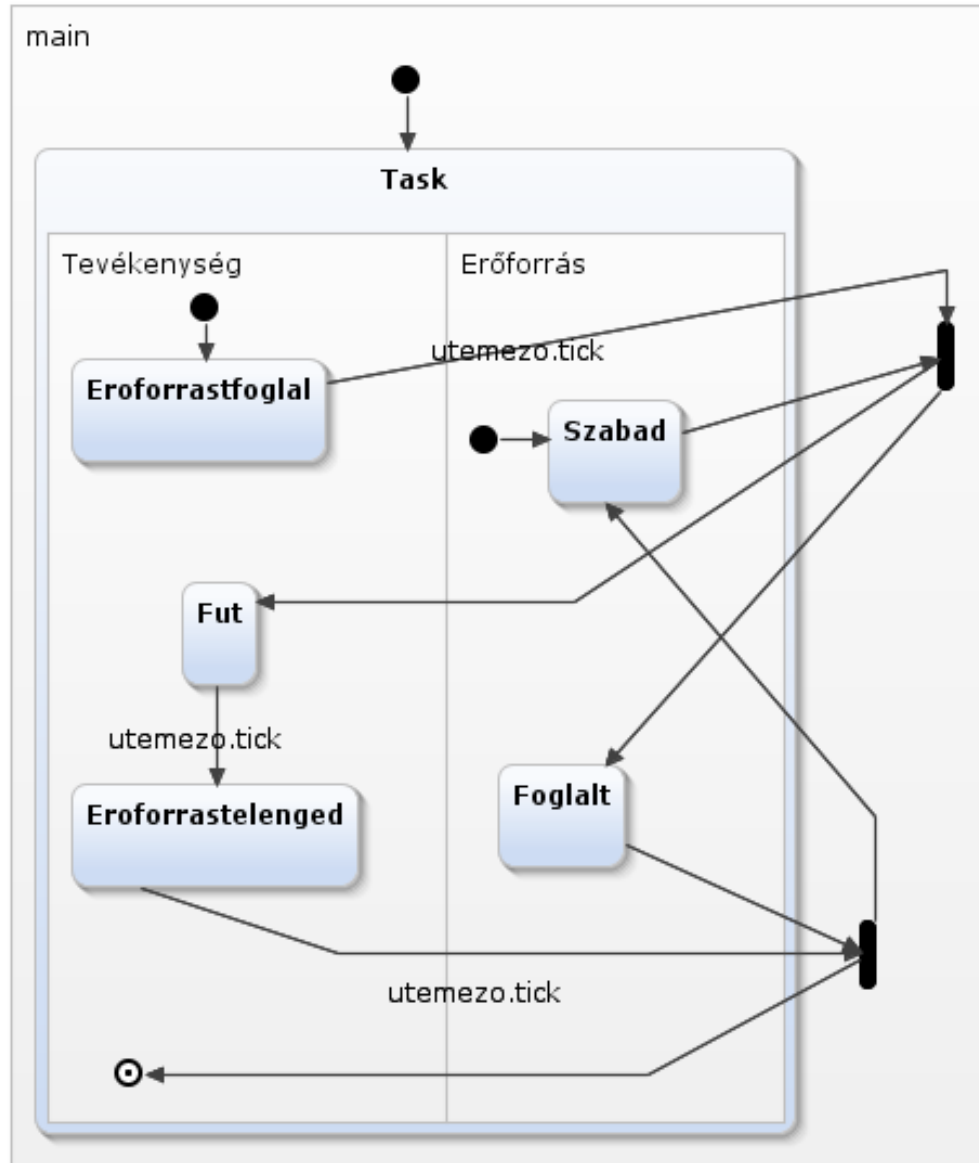 main
Task
Tevékenység
Erőforrás
utemezo.tick
Eroforrastfoglal
Szabad
Fut
utemezo.tick
Eroforrastelenged
Foglalt
utemezo.tick